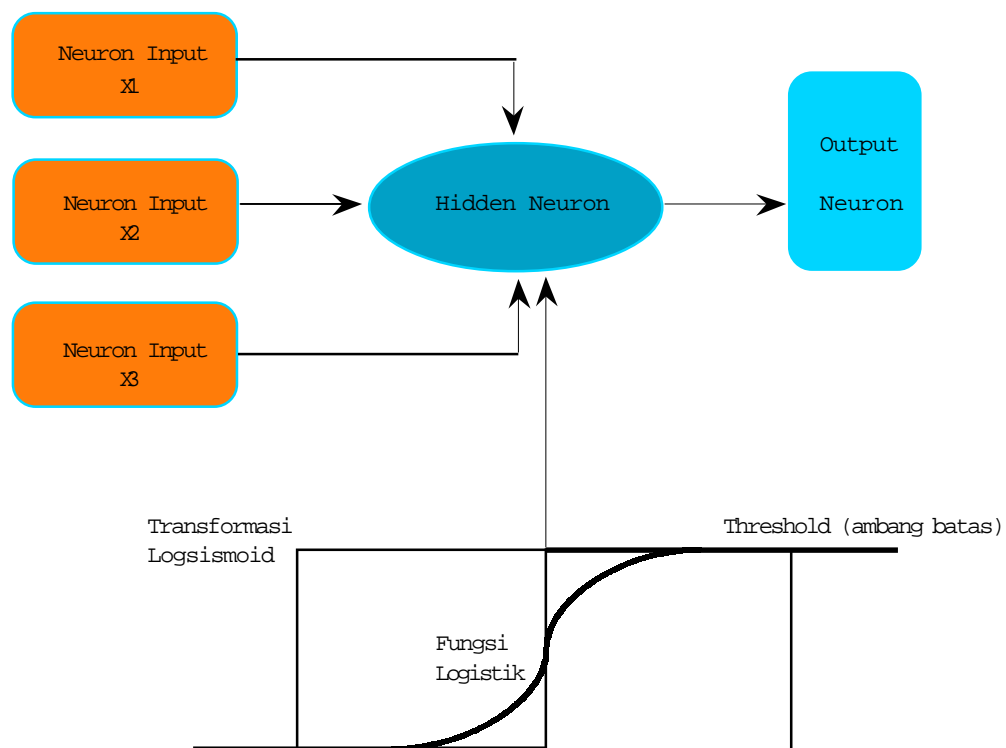 Neuron Input
X1
Neuron Input
X2
Neuron Input
X3
Hidden Neuron
Output
Neuron
Transformasi
Logsismoid
Threshold (ambang batas)
Fungsi
Logistik